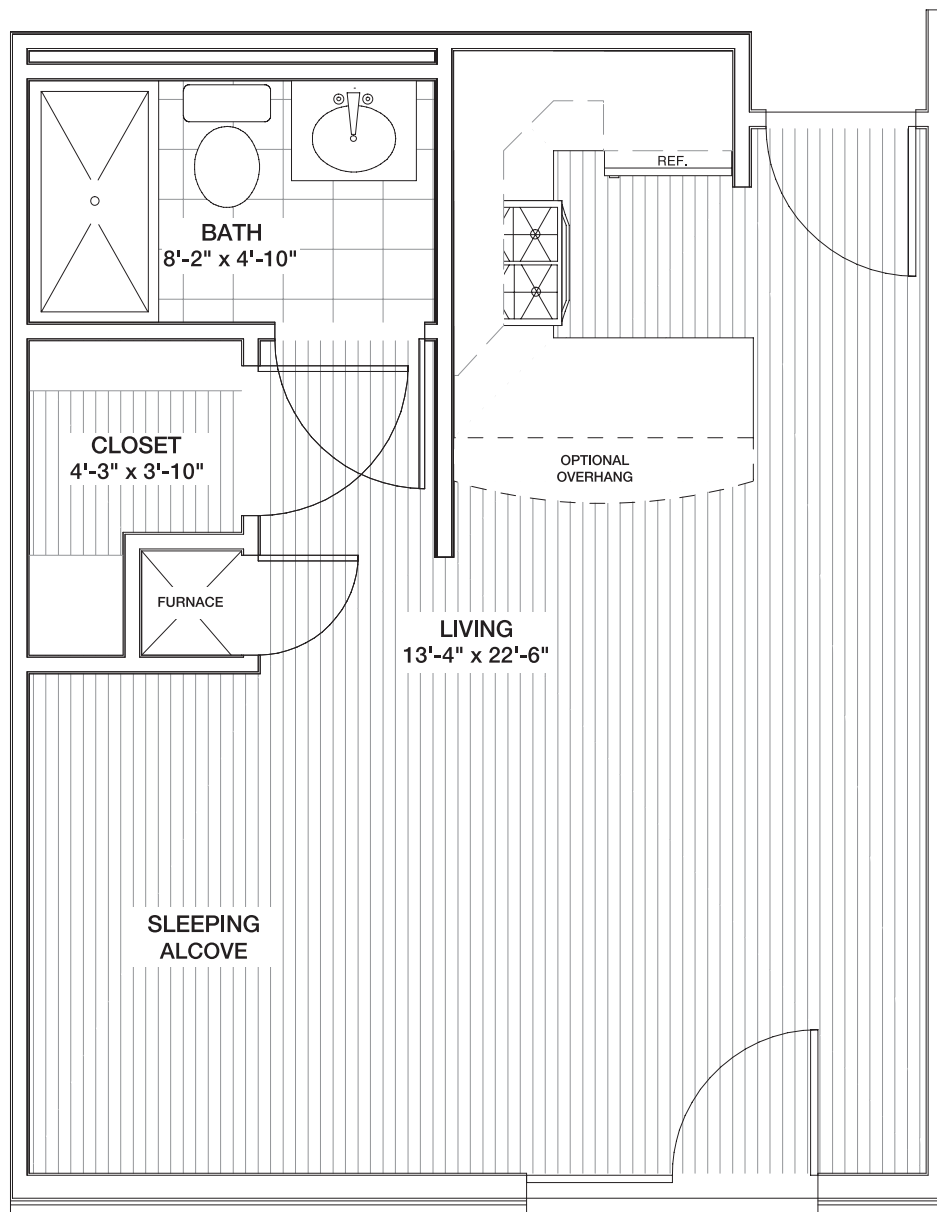 REF.
BATH
8'-2" x 4'-10"
CLOSET
4'-3" x 3'-10"
OPTIONAL
OVERHANG
FURNACE
LIVING
13'-4" x 22'-6"
SLEEPING
ALCOVE